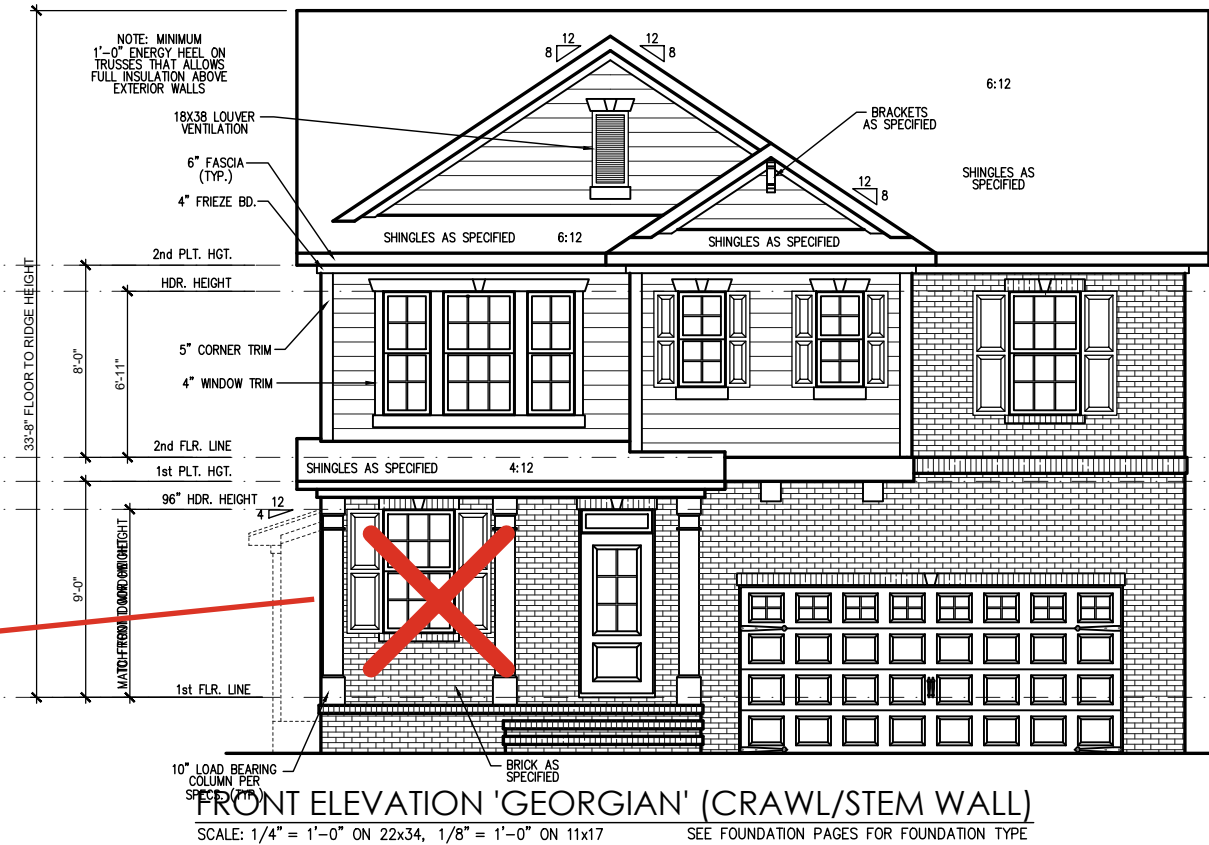 NOTE: MINIMUM
1'-0" ENERGY HEEL ON
TRUSSES THAT ALLOWS
FULL INSULATION ABOVE
EXTERIOR WALLS
12
8
12
8
6:12
18X38 LOUVER
VENTILATION
BRACKETS
AS SPECIFIED
6" FASCIA
(TYP.)
4" FRIEZE BD.
12
8
SHINGLES AS
SPECIFIED
SHINGLES AS SPECIFIED 6:12
SHINGLES AS SPECIFIED
2nd PLT. HGT.
HDR. HEIGHT
33'-8" FLOOR TO RIDGE HEIGHT
8'-0"
6'-11"
5" CORNER TRIM
4" WINDOW TRIM
2nd FLR. LINE
1st PLT. HGT.
SHINGLES AS SPECIFIED 4:12
96" HDR. HEIGHT
12
4
9'-0"
1st FLR. LINE
10" LOAD BEARING
COLUMN PER
SPECS. (TYP.)
BRICK AS
SPECIFIED
FRONT ELEVATION 'GEORGIAN' (CRAWL/STEM WALL)
SCALE: 1/4" = 1'-0" ON 22x34, 1/8" = 1'-0" ON 11x17
SEE FOUNDATION PAGES FOR FOUNDATION TYPE